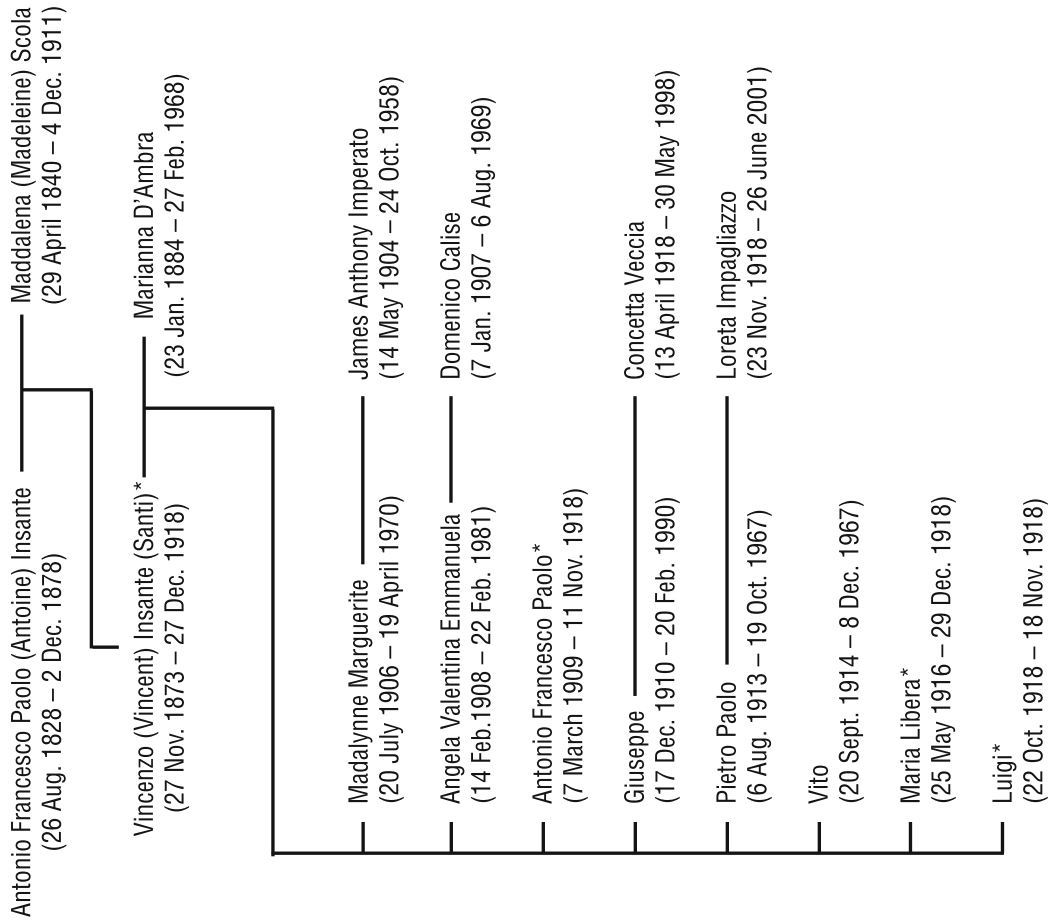 Antonio Francesco Paolo (Antoine) Insante
(26 Aug. 1828 – 2 Dec. 1878)
Maddalena (Madeleine) Scola
(29 April 1840 – 4 Dec. 1911)
Vincenzo (Vincent) Insante (Santi)*
(27 Nov. 1873 – 27 Dec. 1918)
Marianna D’Ambra
(23 Jan. 1884 – 27 Feb. 1968)
Madalynne Marguerite
(20 July 1906 – 19 April 1970)
James Anthony Imperato
(14 May 1904 – 24 Oct. 1958)
Angela Valentina Emmanuela
(14 Feb.1908 – 22 Feb. 1981)
Domenico Calise
(7 Jan. 1907 – 6 Aug. 1969)
Antonio Francesco Paolo*
(7 March 1909 – 11 Nov. 1918)
Giuseppe
(17 Dec. 1910 – 20 Feb. 1990)
Concetta Veccia
(13 April 1918 – 30 May 1998)
Pietro Paolo
(6 Aug. 1913 – 19 Oct. 1967)
Loreta Impagliazzo
(23 Nov. 1918 – 26 June 2001)
Vito
(20 Sept. 1914 – 8 Dec. 1967)
Maria Libera*
(25 May 1916 – 29 Dec. 1918)
Luigi*
(22 Oct. 1918 – 18 Nov. 1918)